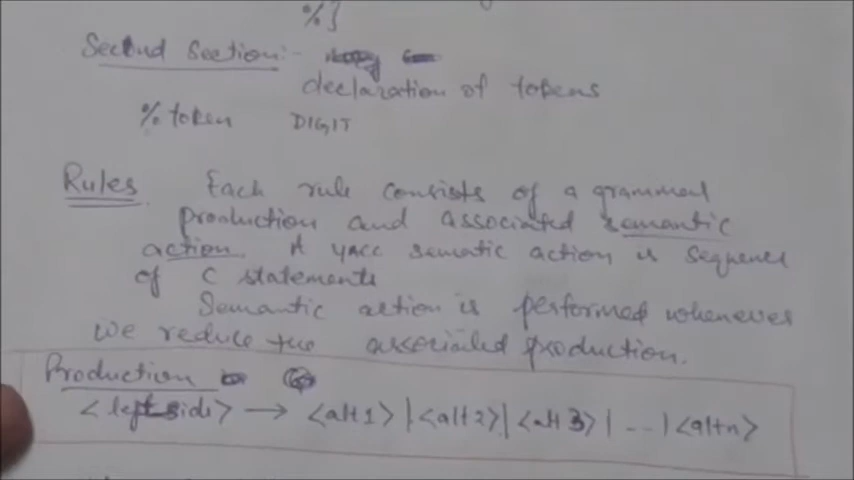 %}
Second Section:-
declaration of tokens
% token DIGIT
Rules Each rule consists of a grammer
production and associated semantic
action. A yacc sematic action is sequence
of C statements
Semantic action is performed whenever
we reduce the associated production.
Production
<left side> → <alt 1> | <alt 2> | <alt 3> | ... | <alt n>